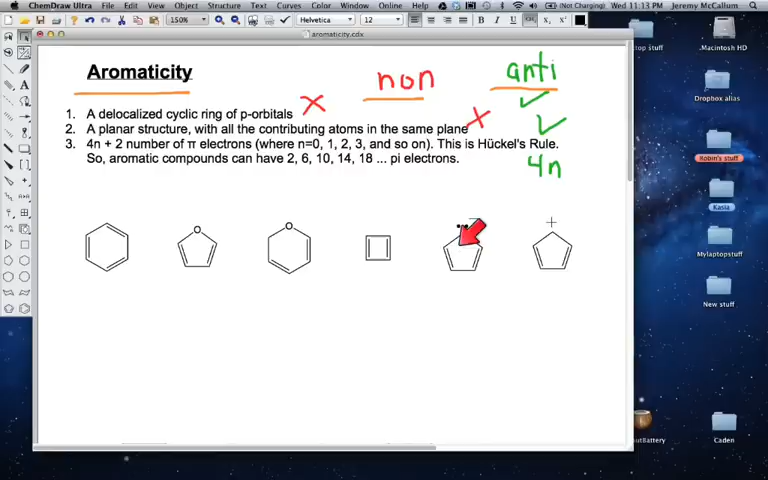 ChemDraw Ultra File Edit View Object Structure Text Curves Color Window Online Help (Not Charging) Wed 11:13 PM Jeremy McCallum
150% Helvetica 12
aromaticity.cdx
Aromaticity non anti
1. A delocalized cyclic ring of p-orbitals
2. A planar structure, with all the contributing atoms in the same plane
3. 4n + 2 number of π electrons (where n=0, 1, 2, 3, and so on). This is Hückel's Rule.
So, aromatic compounds can have 2, 6, 10, 14, 18 ... pi electrons.
4n
O O +
Macintosh HD
Dropbox alias
Robin's stuff
Kasia
Mylaptopstuff
New stuff
Caden